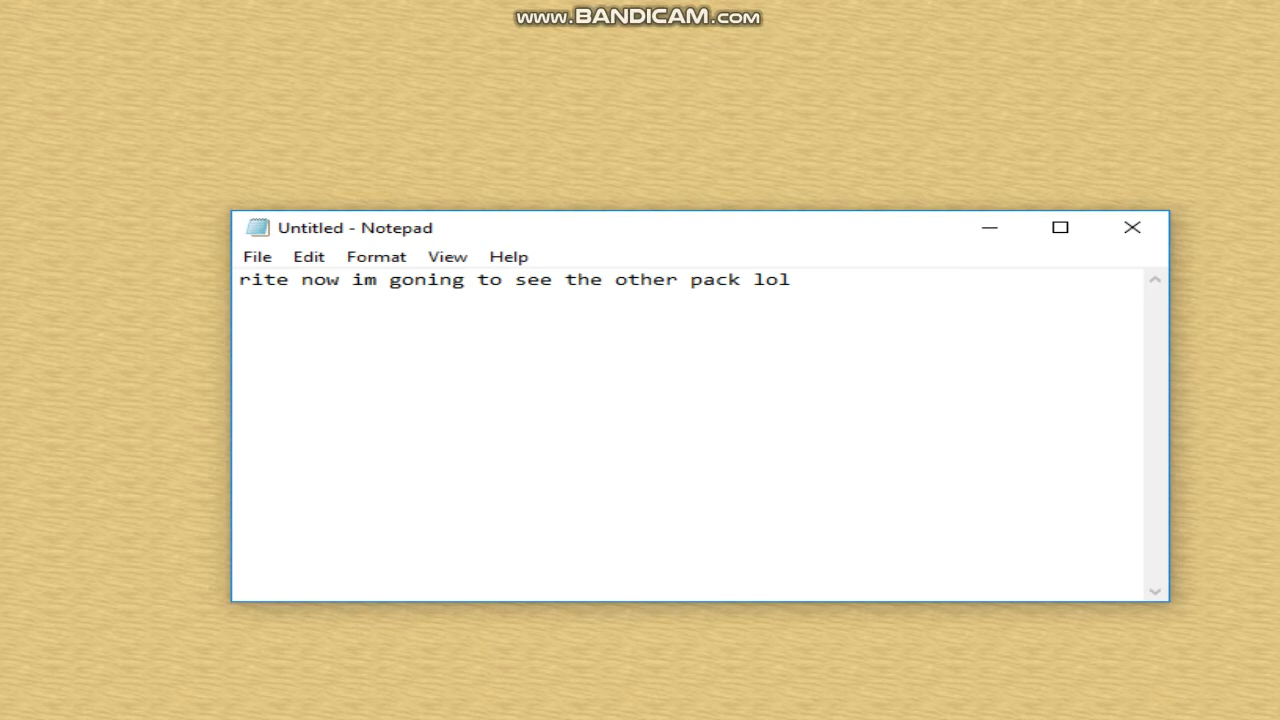 www.BANDICAM.com
Untitled - Notepad
File Edit Format View Help
rite now im goning to see the other pack lol